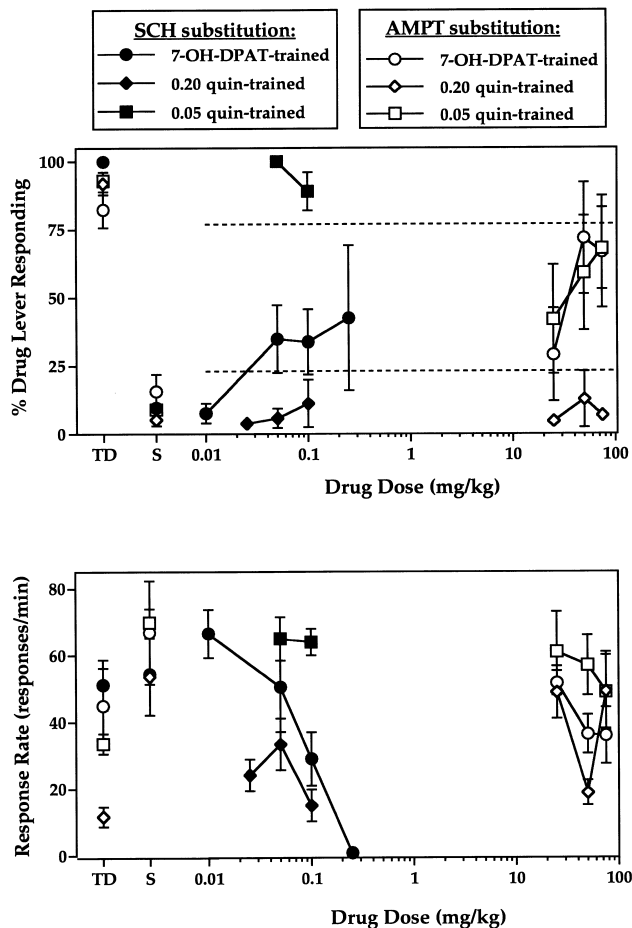 SCH substitution:
7-OH-DPAT-trained
0.20 quin-trained
0.05 quin-trained
AMPT substitution:
7-OH-DPAT-trained
0.20 quin-trained
0.05 quin-trained
% Drug Lever Responding
100
75
50
25
0
TD S 0.01 0.1 1 10 100
Drug Dose (mg/kg)
Response Rate (responses/min)
80
60
40
20
0
TD S 0.01 0.1 1 10 100
Drug Dose (mg/kg)